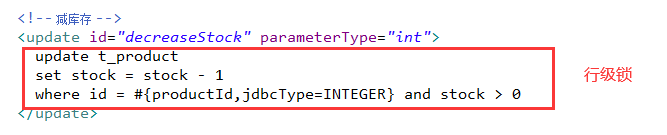 <!-- 减库存 -->
<update id="decreaseStock" parameterType="int">
update t_product
set stock = stock - 1
where id = #{productId,jdbcType=INTEGER} and stock > 0
</update>
行级锁